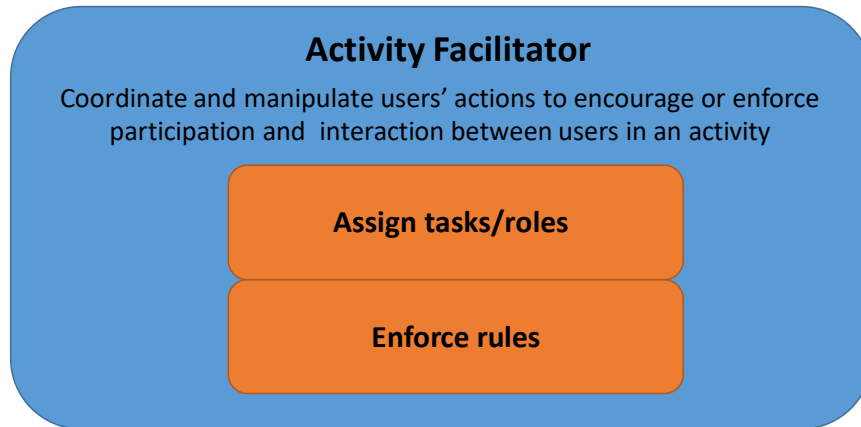 Activity Facilitator
Coordinate and manipulate users’ actions to encourage or enforce
participation and  interaction between users in an activity
Assign tasks/roles
Enforce rules